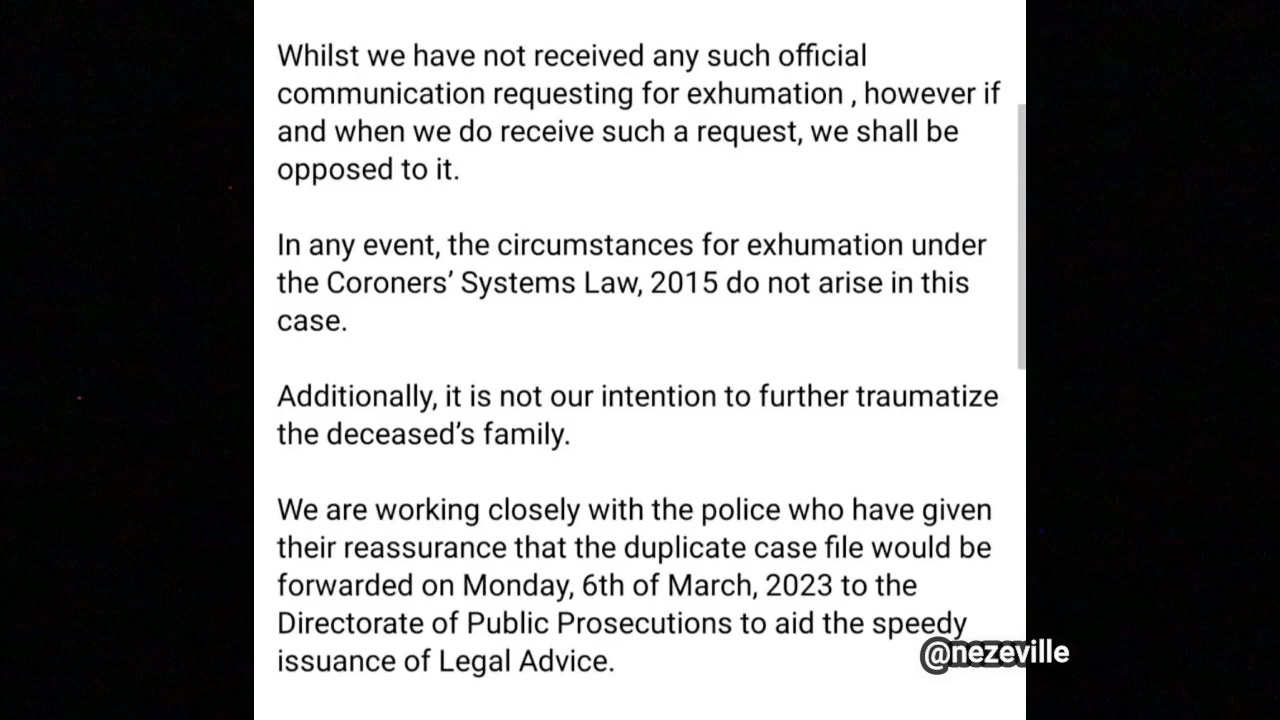 Whilst we have not received any such official
communication requesting for exhumation , however if
and when we do receive such a request, we shall be
opposed to it.
In any event, the circumstances for exhumation under
the Coroners’ Systems Law, 2015 do not arise in this
case.
Additionally, it is not our intention to further traumatize
the deceased’s family.
We are working closely with the police who have given
their reassurance that the duplicate case file would be
forwarded on Monday, 6th of March, 2023 to the
Directorate of Public Prosecutions to aid the speedy
issuance of Legal Advice.
@nezeville